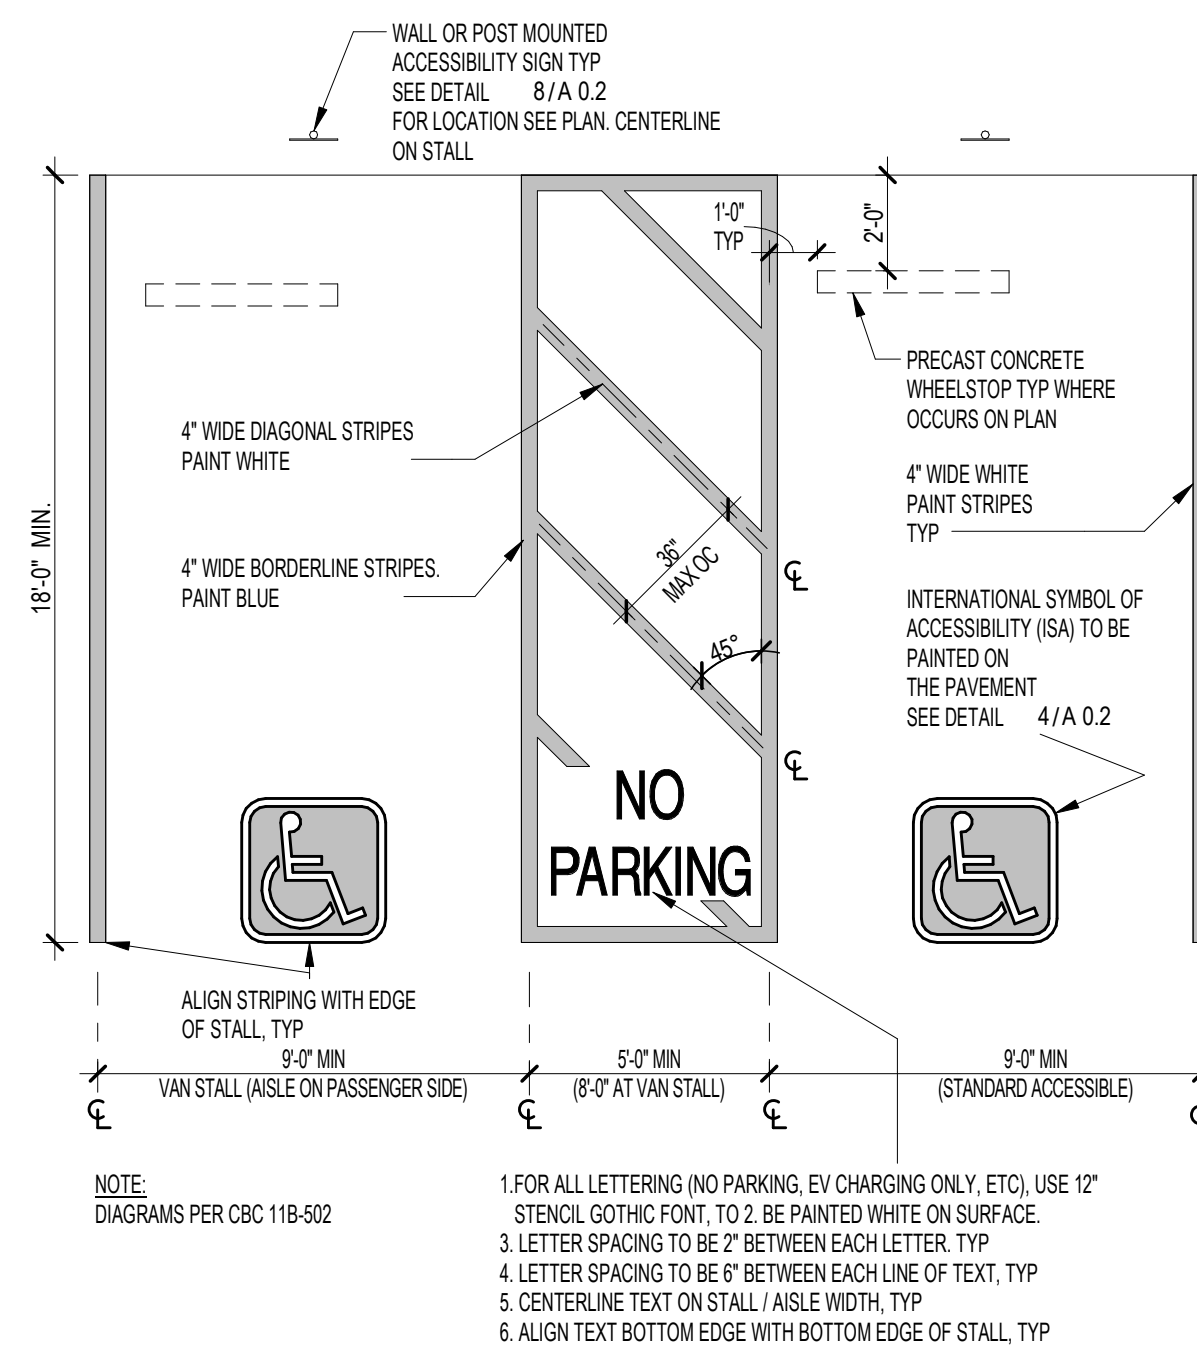 WALL OR POST MOUNTED
ACCESSIBILITY SIGN TYP
SEE DETAIL 8/A 0.2
FOR LOCATION SEE PLAN. CENTERLINE
ON STALL
1'-0"
TYP
2'-0"
PRECAST CONCRETE
WHEELSTOP TYP WHERE
OCCURS ON PLAN
4" WIDE DIAGONAL STRIPES
PAINT WHITE
4" WIDE WHITE
PAINT STRIPES
TYP
18'-0" MIN.
36"
MAX OC
4" WIDE BORDERLINE STRIPES.
PAINT BLUE
℄
INTERNATIONAL SYMBOL OF
ACCESSIBILITY (ISA) TO BE
PAINTED ON
THE PAVEMENT
SEE DETAIL 4/A 0.2
45°
℄
NO
PARKING
ALIGN STRIPING WITH EDGE
OF STALL, TYP
9'-0" MIN
VAN STALL (AISLE ON PASSENGER SIDE)
5'-0" MIN
(8'-0" AT VAN STALL)
9'-0" MIN
(STANDARD ACCESSIBLE)
℄ ℄ ℄
NOTE:
DIAGRAMS PER CBC 11B-502
1.FOR ALL LETTERING (NO PARKING, EV CHARGING ONLY, ETC), USE 12"
STENCIL GOTHIC FONT, TO 2. BE PAINTED WHITE ON SURFACE.
3. LETTER SPACING TO BE 2" BETWEEN EACH LETTER. TYP
4. LETTER SPACING TO BE 6" BETWEEN EACH LINE OF TEXT, TYP
5. CENTERLINE TEXT ON STALL / AISLE WIDTH, TYP
6. ALIGN TEXT BOTTOM EDGE WITH BOTTOM EDGE OF STALL, TYP